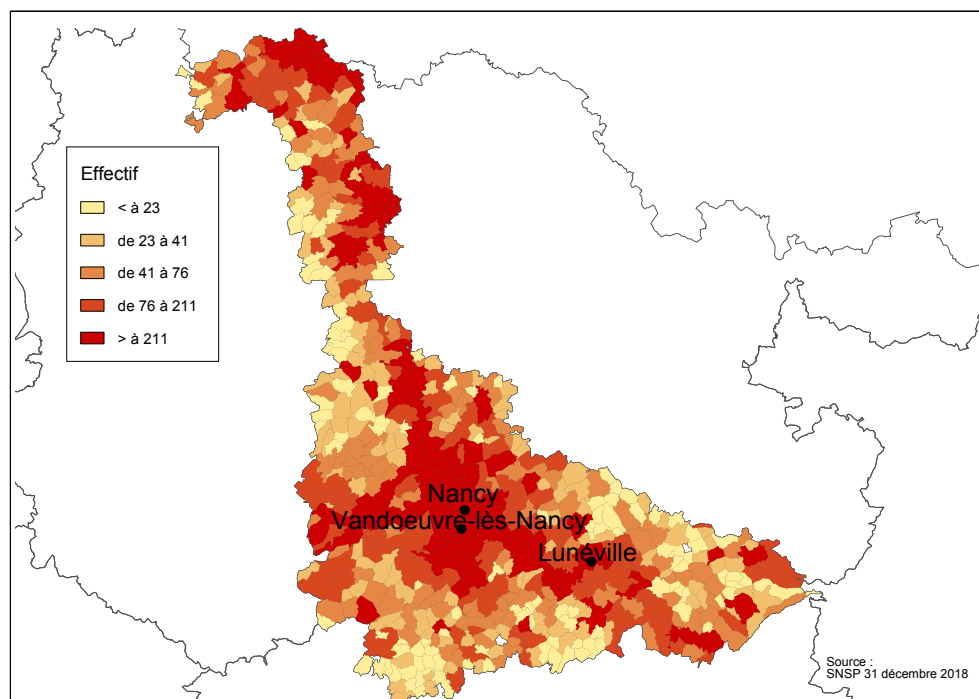 Effectif
< à 23
de 23 à 41
de 41 à 76
de 76 à 211
> à 211
Nancy
Vandoeuvre-lès-Nancy
Lunéville
Source :
SNSP 31 décembre 2018